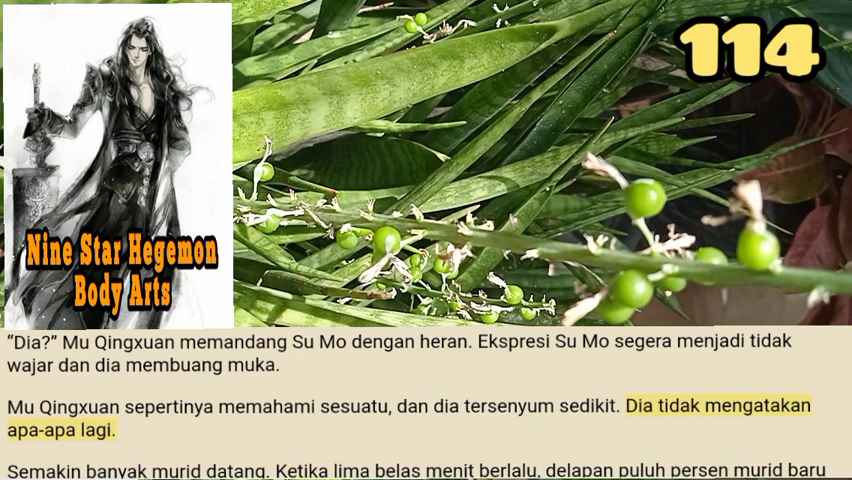 114
Nine Star Hegemon
Body Arts
“Dia?” Mu Qingxuan memandang Su Mo dengan heran. Ekspresi Su Mo segera menjadi tidak
wajar dan dia membuang muka.
Mu Qingxuan sepertinya memahami sesuatu, dan dia tersenyum sedikit. Dia tidak mengatakan
apa-apa lagi.
Semakin banyak murid datang. Ketika lima belas menit berlalu, delapan puluh persen murid baru